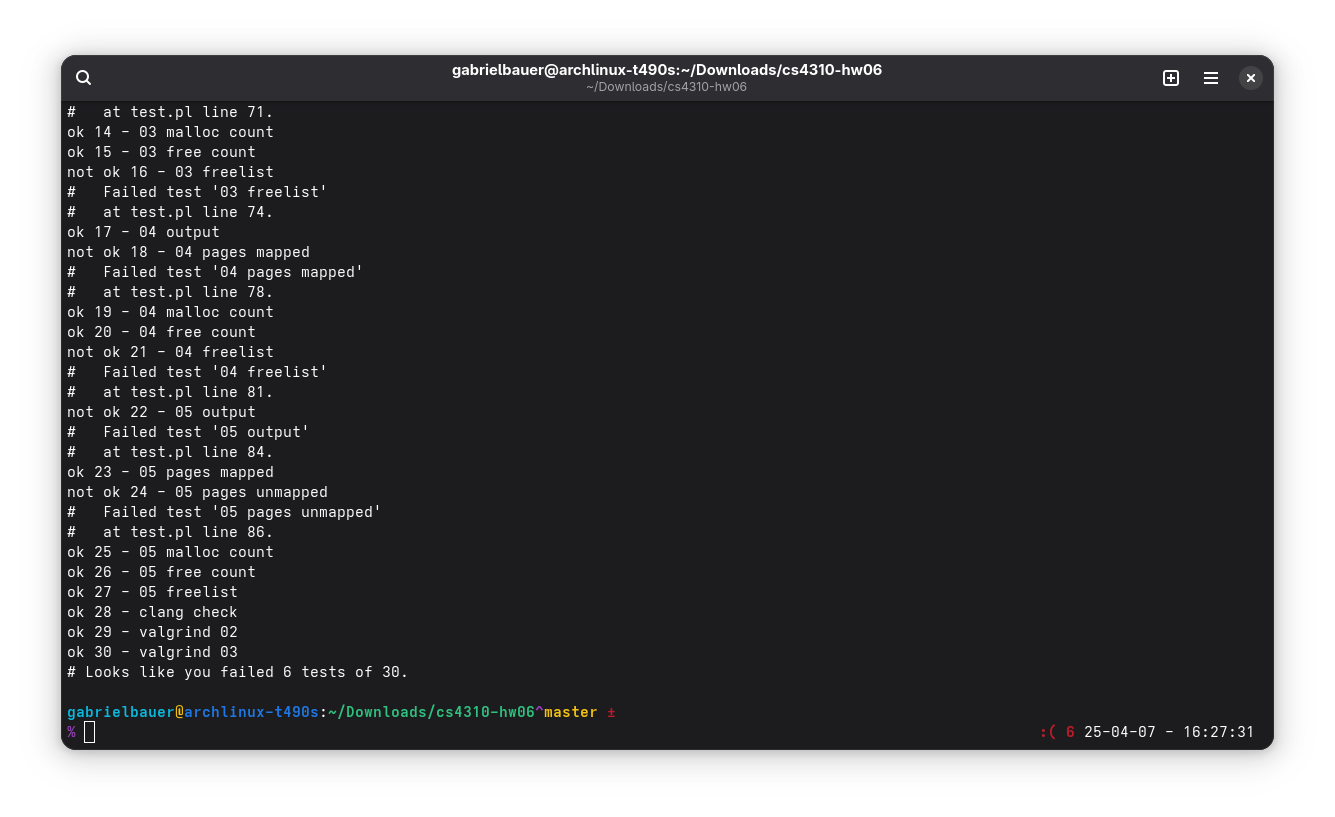 gabrielbauer@archlinux-t490s:~/Downloads/cs4310-hw06
~/Downloads/cs4310-hw06
#   at test.pl line 71.
ok 14 - 03 malloc count
ok 15 - 03 free count
not ok 16 - 03 freelist
#   Failed test '03 freelist'
#   at test.pl line 74.
ok 17 - 04 output
not ok 18 - 04 pages mapped
#   Failed test '04 pages mapped'
#   at test.pl line 78.
ok 19 - 04 malloc count
ok 20 - 04 free count
not ok 21 - 04 freelist
#   Failed test '04 freelist'
#   at test.pl line 81.
not ok 22 - 05 output
#   Failed test '05 output'
#   at test.pl line 84.
ok 23 - 05 pages mapped
not ok 24 - 05 pages unmapped
#   Failed test '05 pages unmapped'
#   at test.pl line 86.
ok 25 - 05 malloc count
ok 26 - 05 free count
ok 27 - 05 freelist
ok 28 - clang check
ok 29 - valgrind 02
ok 30 - valgrind 03
# Looks like you failed 6 tests of 30.
gabrielbauer@archlinux-t490s:~/Downloads/cs4310-hw06^master ±
% :( 6 25-04-07 - 16:27:31